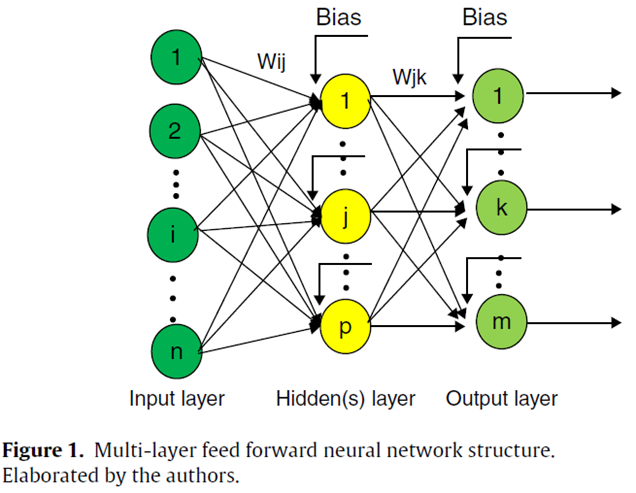 Bias
Bias
Wij
Wjk
1
1
1
2
j
k
i
p
m
n
Input layer
Hidden(s) layer
Output layer
Figure 1. Multi-layer feed forward neural network structure.
Elaborated by the authors.